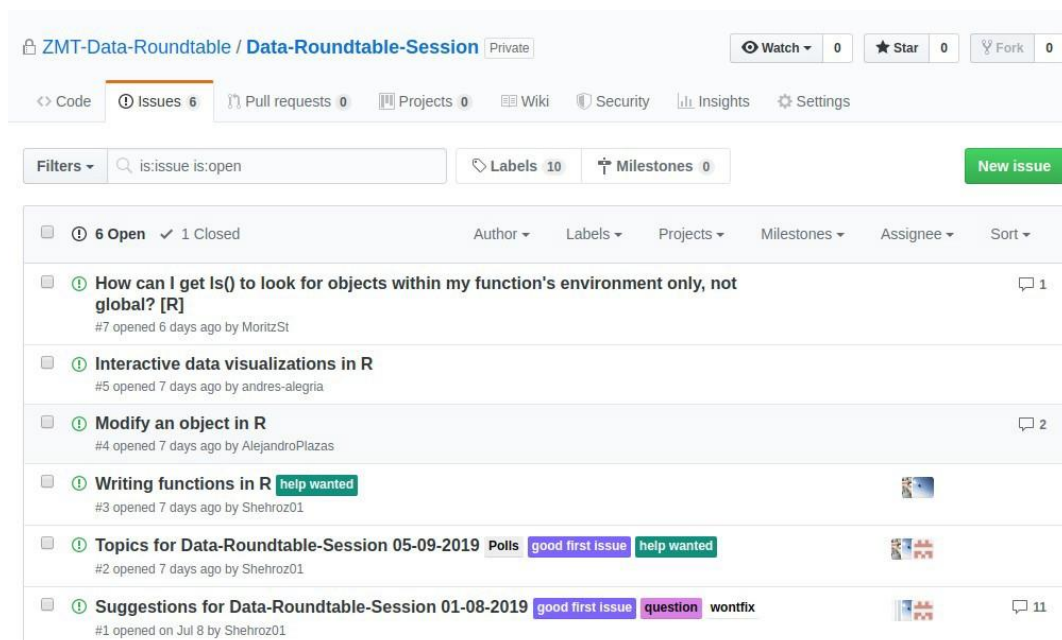 ZMT-Data-Roundtable / Data-Roundtable-Session Private
Watch 0 Star 0 Fork 0
Code Issues 6 Pull requests 0 Projects 0 Wiki Security Insights Settings
Filters is:issue is:open Labels 10 Milestones 0 New issue
6 Open 1 Closed Author Labels Projects Milestones Assignee Sort
How can I get ls() to look for objects within my function's environment only, not 1
global? [R]
#7 opened 6 days ago by MoritzSt
Interactive data visualizations in R
#5 opened 7 days ago by andres-alegria
Modify an object in R 2
#4 opened 7 days ago by AlejandroPlazas
Writing functions in R help wanted
#3 opened 7 days ago by Shehroz01
Topics for Data-Roundtable-Session 05-09-2019 Polls good first issue help wanted
#2 opened 7 days ago by Shehroz01
Suggestions for Data-Roundtable-Session 01-08-2019 good first issue question wontfix 11
#1 opened on Jul 8 by Shehroz01